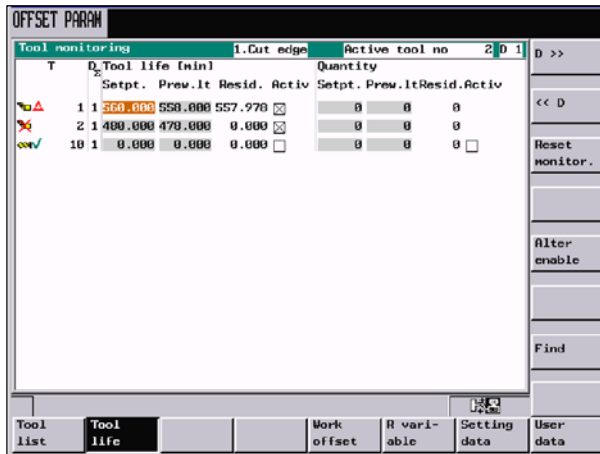 OFFSET PARAM
Tool monitoring 1.Cut edge Active tool no 2 D 1
T D Σ Tool life [min] Quantity
Setpt. Prew.lt Resid. Activ Setpt. Prew.lt Resid. Activ
1 1 560.000 558.000 557.978 0 0 0
2 1 480.000 478.000 0.000 0 0 0
10 1 0.000 0.000 0.000 0 0 0
D >>
<< D
Reset
monitor.
Alter
enable
Find
Tool
list
Tool
life
Work
offset
R vari-
able
Setting
data
User
data